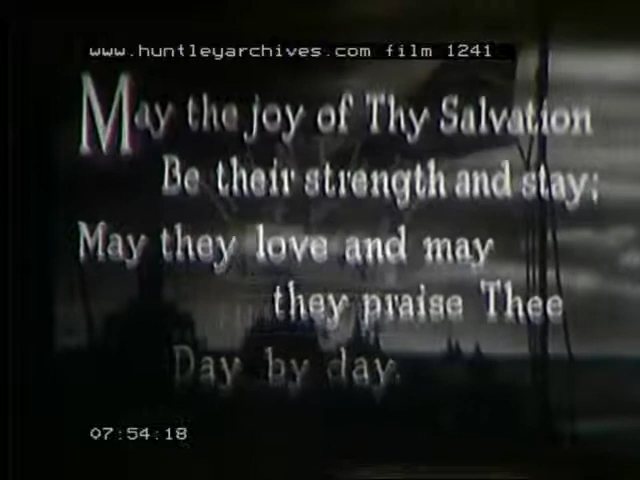 www.huntleyarchives.com film 1241
May the joy of Thy Salvation
Be their strength and stay;
May they love and may
they praise Thee
Day by day.
07:54:18